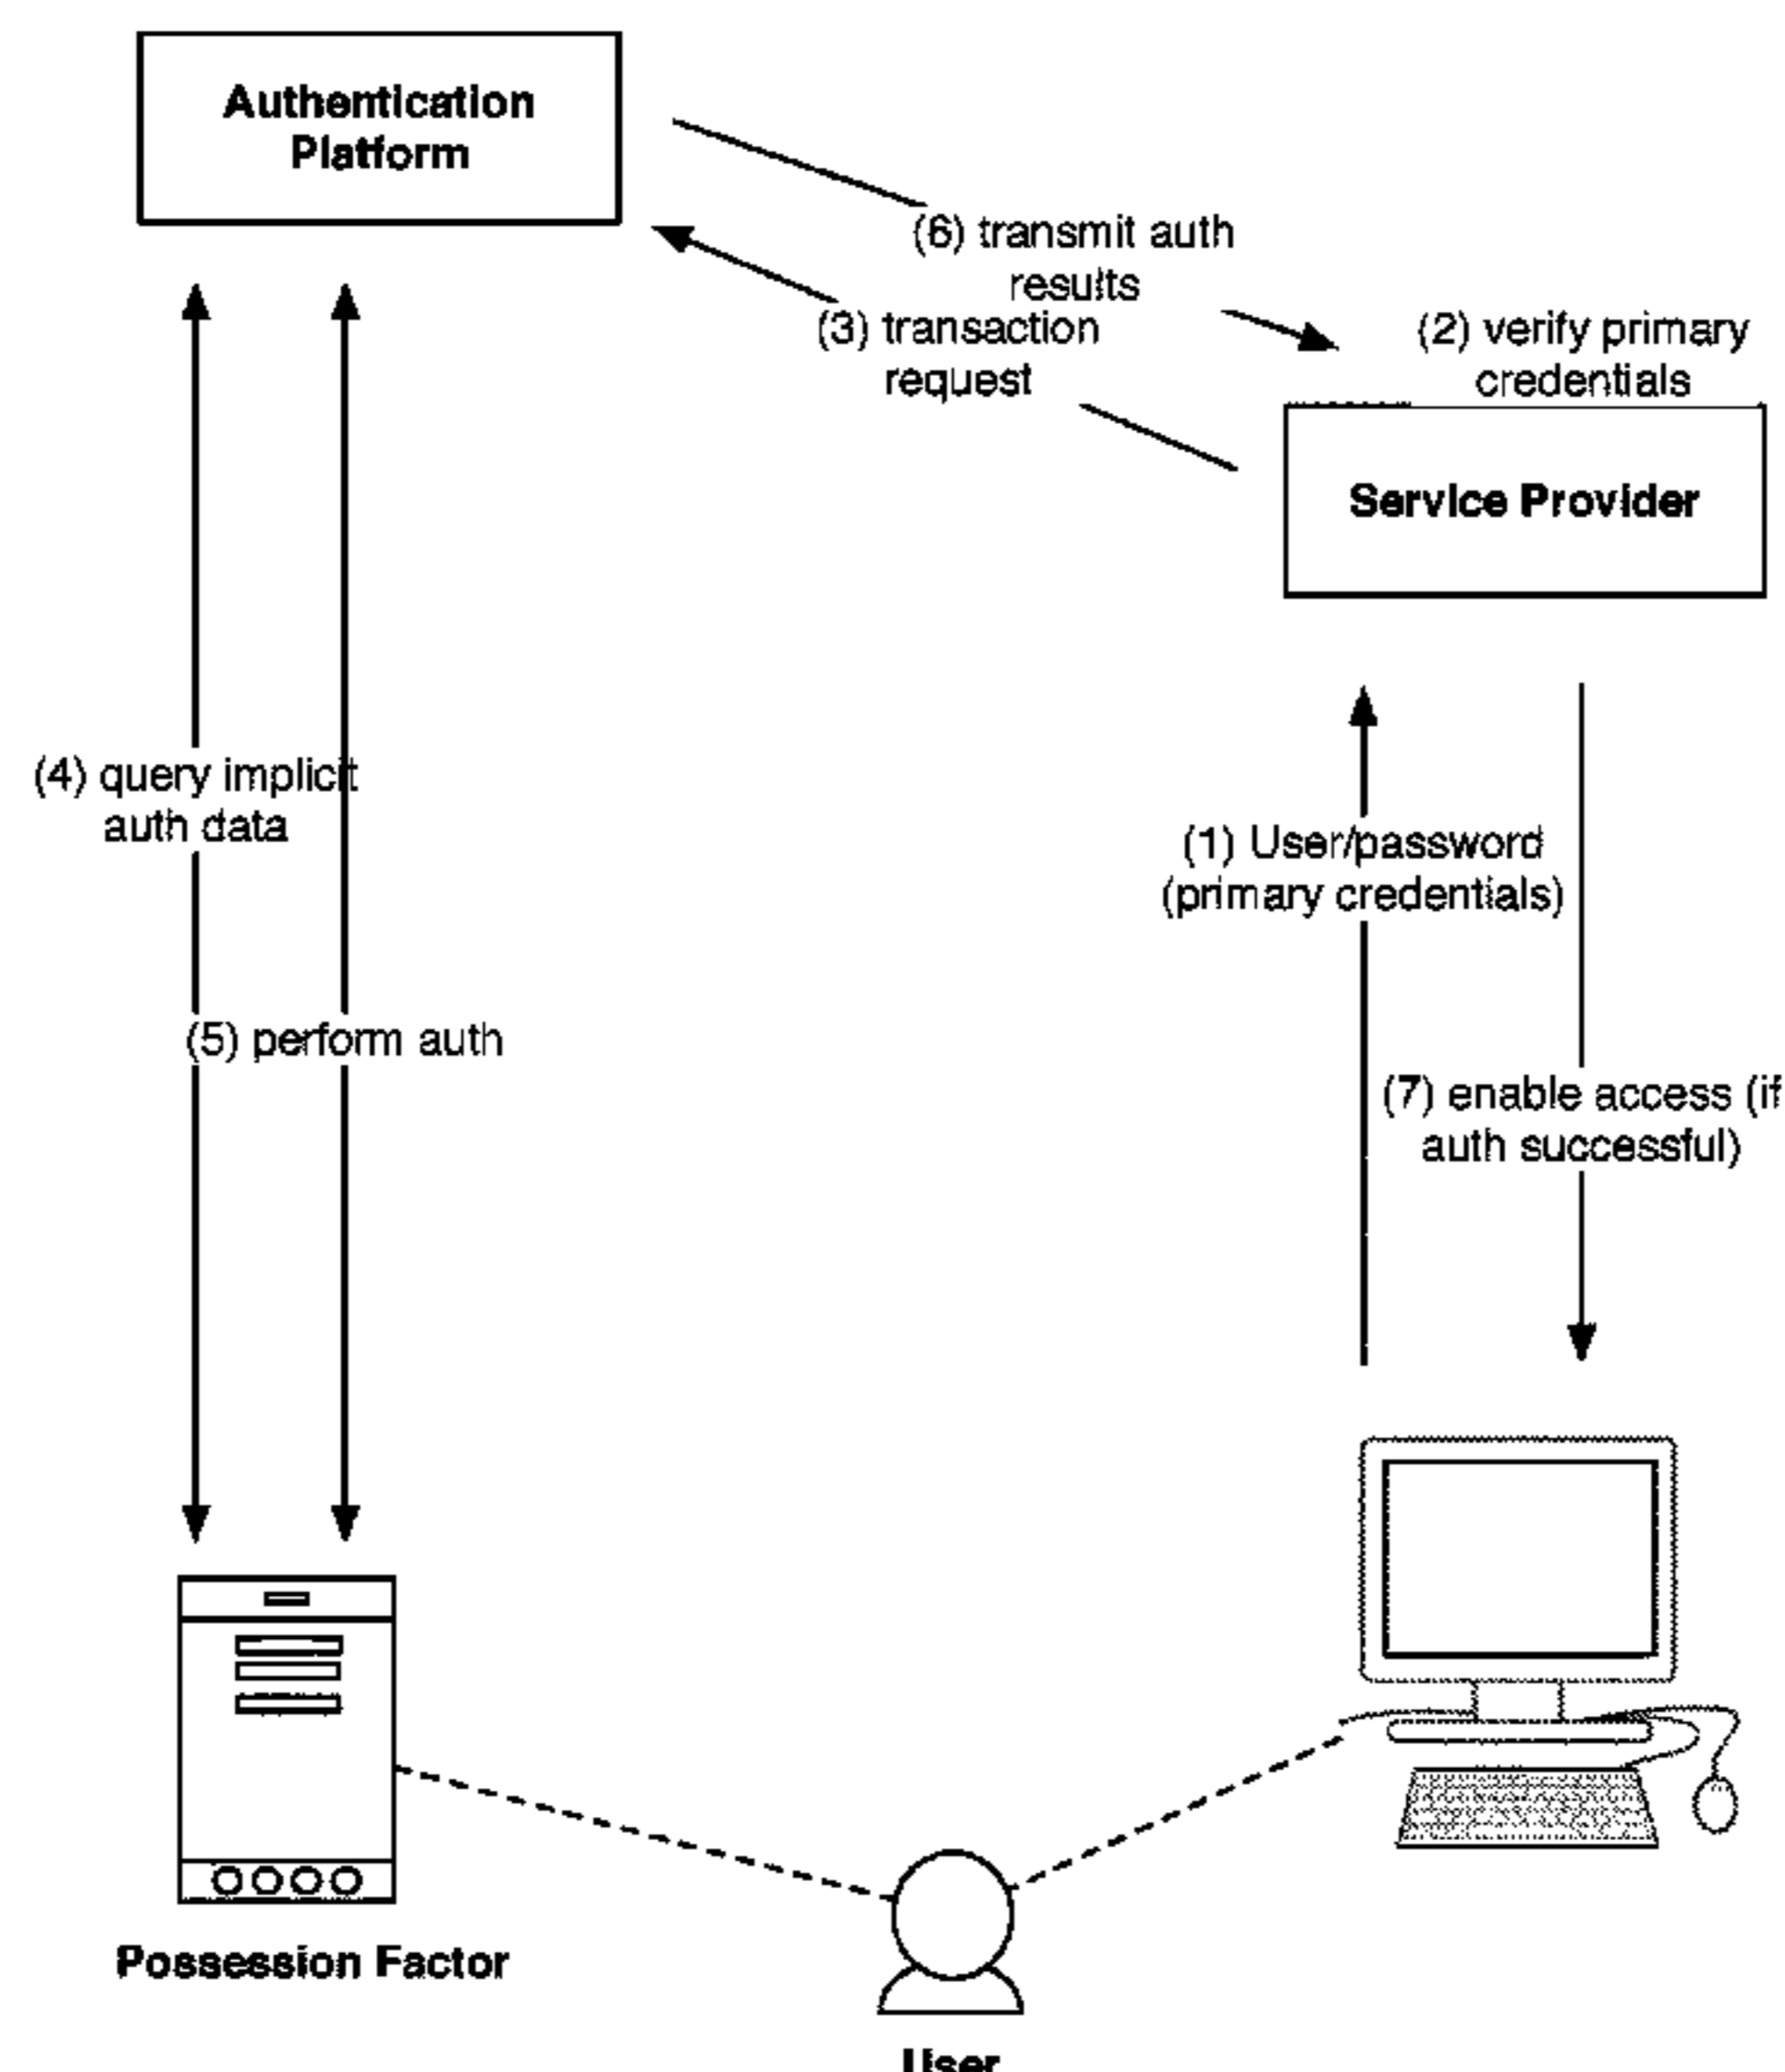 Authentication
Platform
(6) transmit auth
results
(3) transaction
request
(2) verify primary
credentials
Service Provider
(4) query implicit
auth data
(1) User/password
(primary credentials)
(5) perform auth
(7) enable access (if
auth successful)
Possession Factor
User